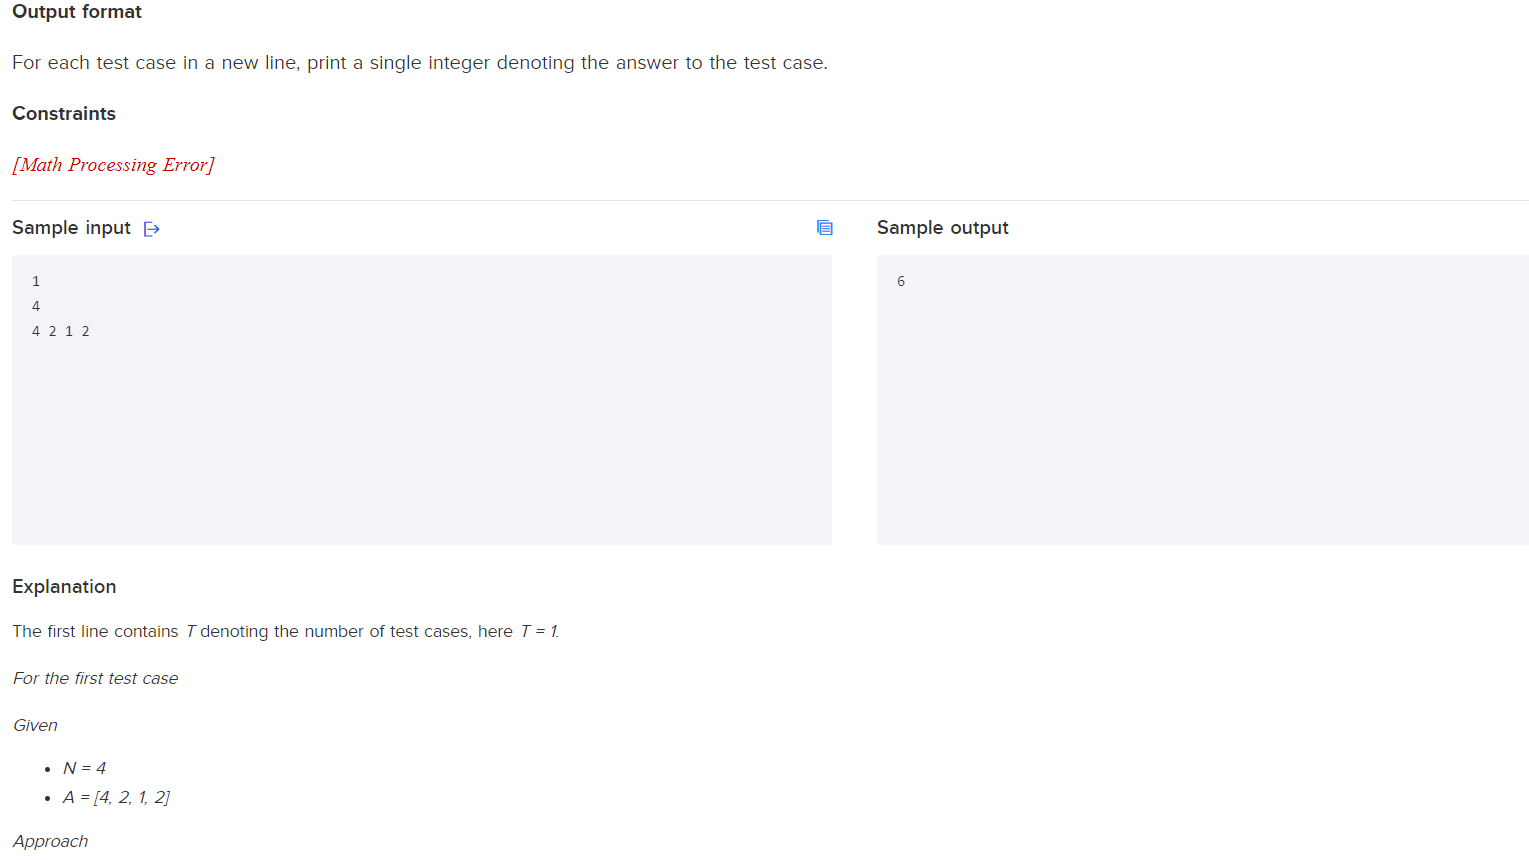 Output format
For each test case in a new line, print a single integer denoting the answer to the test case.
Constraints
[Math Processing Error]
Sample input
Sample output
1
4
4 2 1 2
6
Explanation
The first line contains T denoting the number of test cases, here T = 1.
For the first test case
Given
• N = 4
• A = [4, 2, 1, 2]
Approach